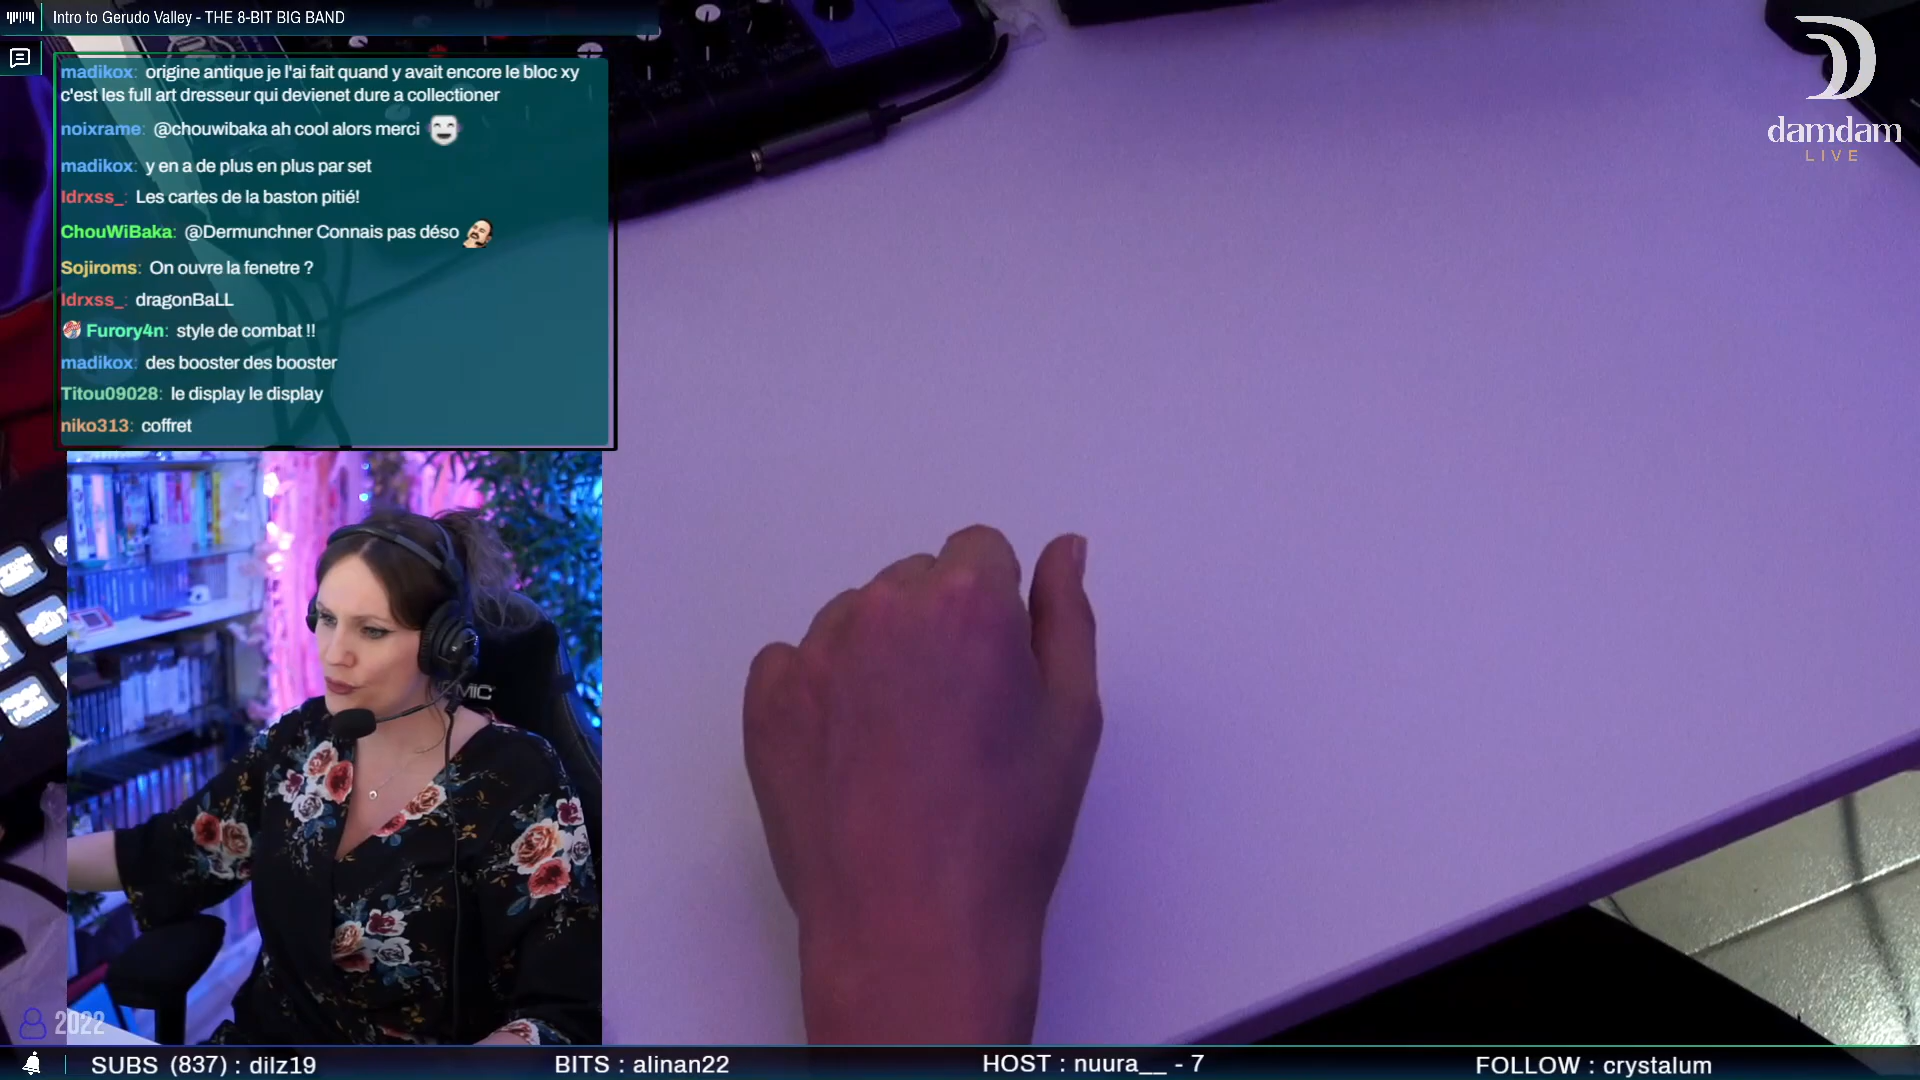 Intro to Gerudo Valley - THE 8-BIT BIG BAND
madikox: origine antique je l'ai fait quand y avait encore le bloc xy
c'est les full art dresseur qui devienet dure a collectioner
noixrame: @chouwibaka ah cool alors merci
madikox: y en a de plus en plus par set
Idrxss_: Les cartes de la baston pitié!
ChouWiBaka: @Dermunchner Connais pas déso
Sojiroms: On ouvre la fenetre ?
Idrxss_: dragonBaLL
Furory4n: style de combat !!
madikox: des booster des booster
Titou09028: le display le display
niko313: coffret
damdam
LIVE
2022
SUBS (837) : dilz19
BITS : alinan22
HOST : nuura__ - 7
FOLLOW : crystalum